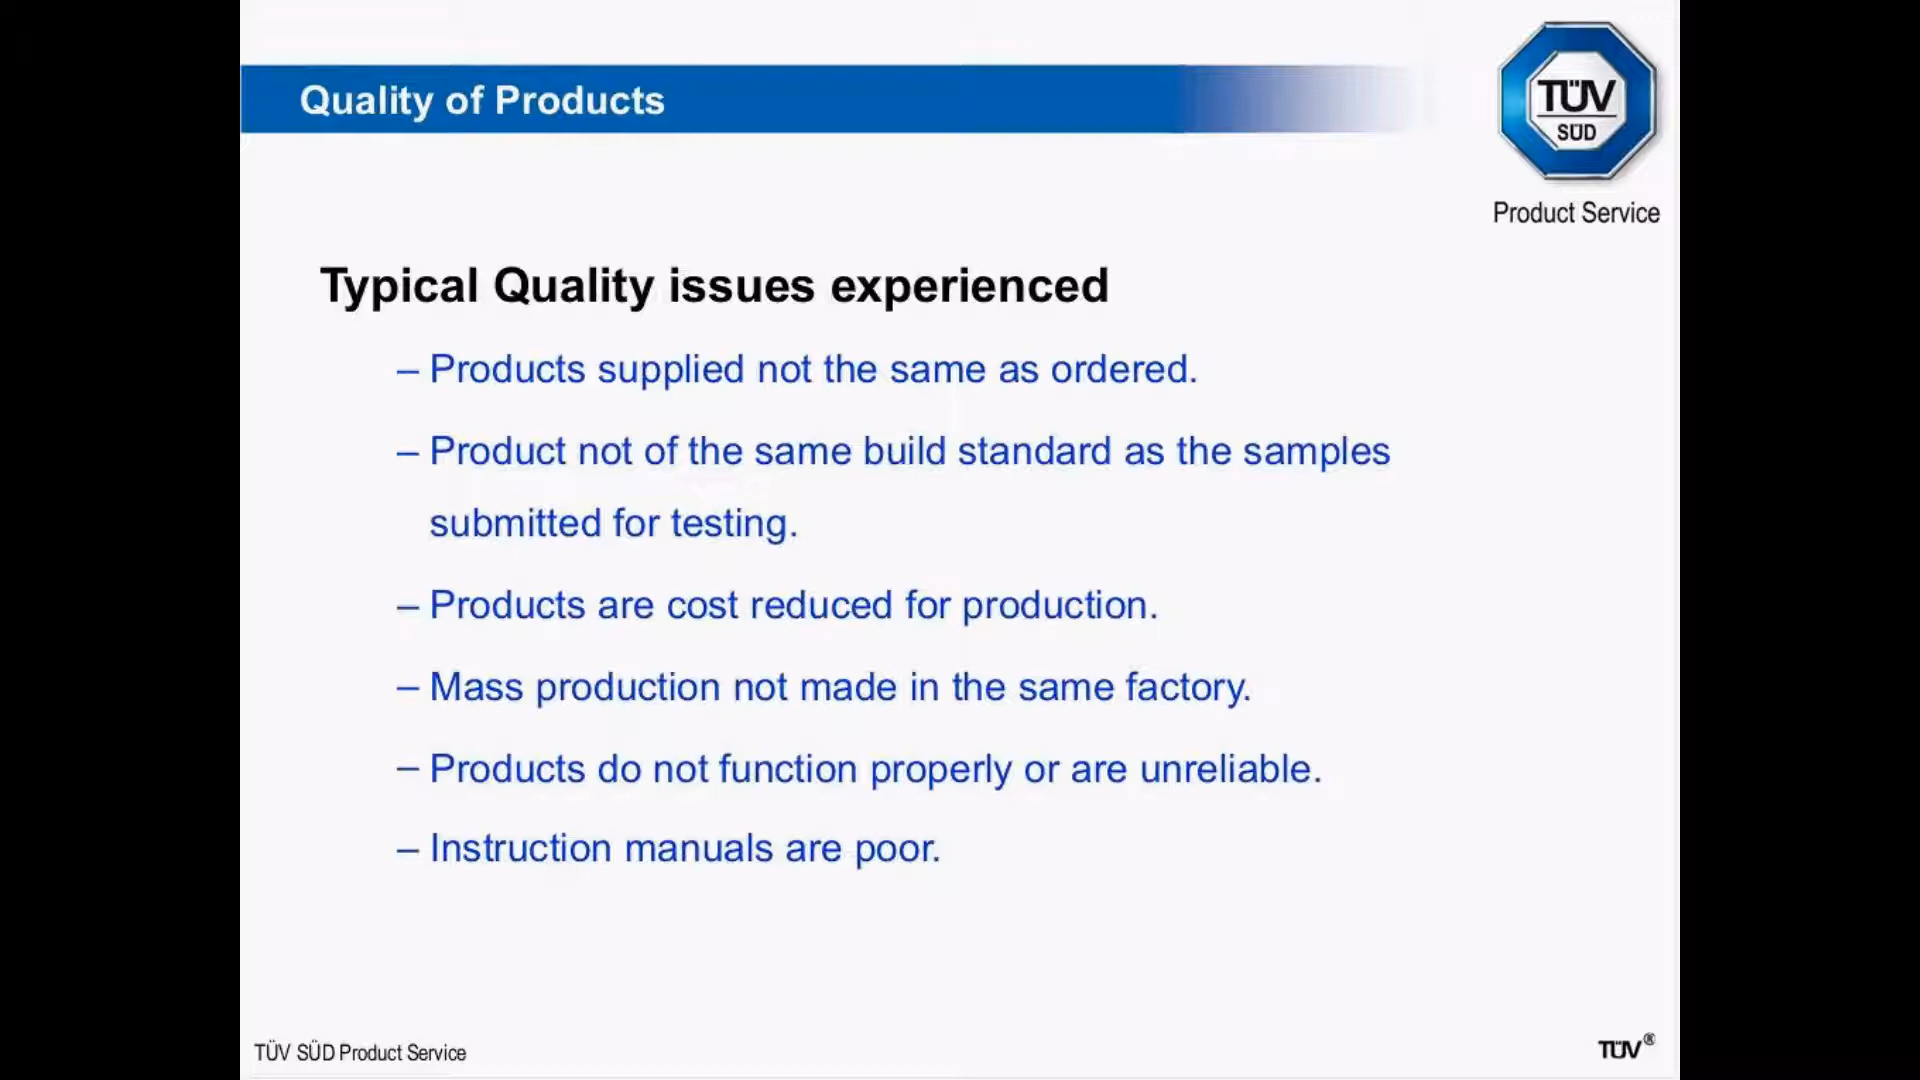 Quality of Products
TÜV
SÜD
Product Service
Typical Quality issues experienced
– Products supplied not the same as ordered.
– Product not of the same build standard as the samples
submitted for testing.
– Products are cost reduced for production.
– Mass production not made in the same factory.
– Products do not function properly or are unreliable.
– Instruction manuals are poor.
TÜV SÜD Product Service
TÜV®